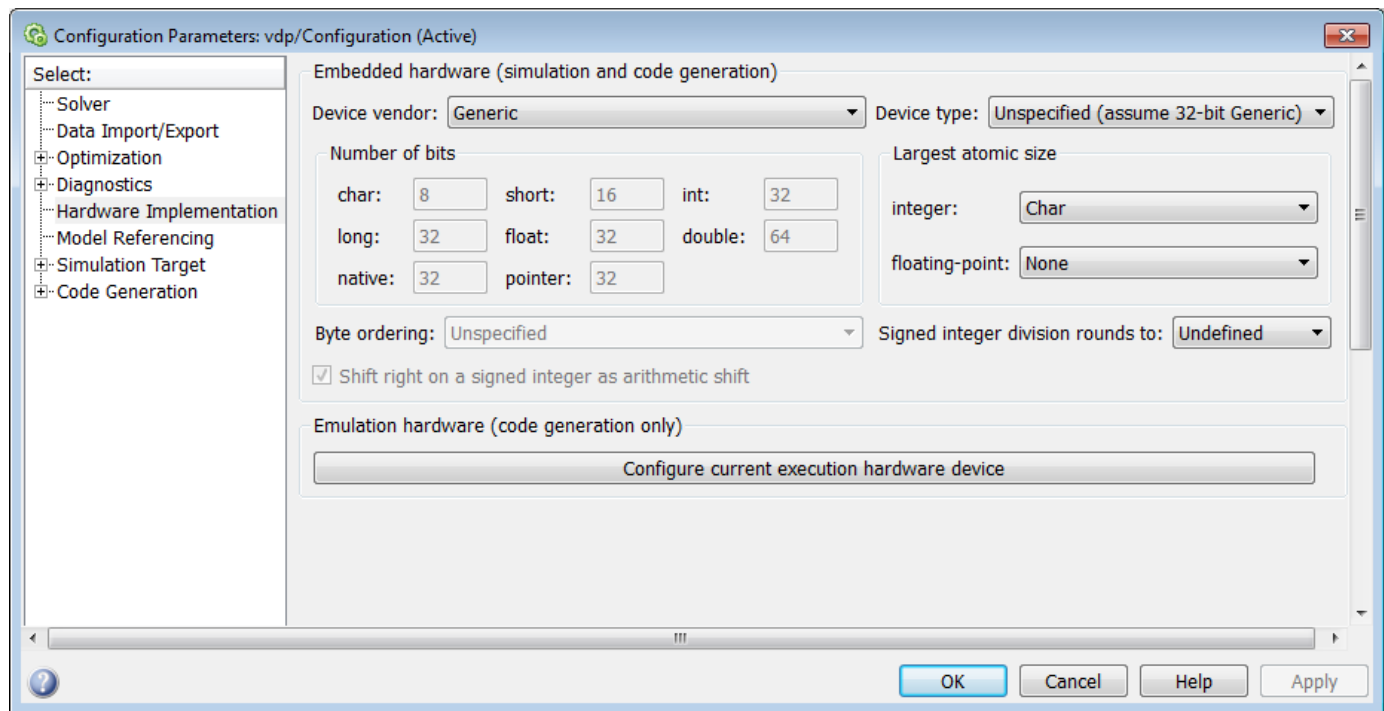 Configuration Parameters: vdp/Configuration (Active)
Select:
Solver
Data Import/Export
Optimization
Diagnostics
Hardware Implementation
Model Referencing
Simulation Target
Code Generation
Embedded hardware (simulation and code generation)
Device vendor: Generic Device type: Unspecified (assume 32-bit Generic)
Number of bits
char: 8 short: 16 int: 32
long: 32 float: 32 double: 64
native: 32 pointer: 32
Largest atomic size
integer: Char
floating-point: None
Byte ordering: Unspecified Signed integer division rounds to: Undefined
Shift right on a signed integer as arithmetic shift
Emulation hardware (code generation only)
Configure current execution hardware device
OK Cancel Help Apply